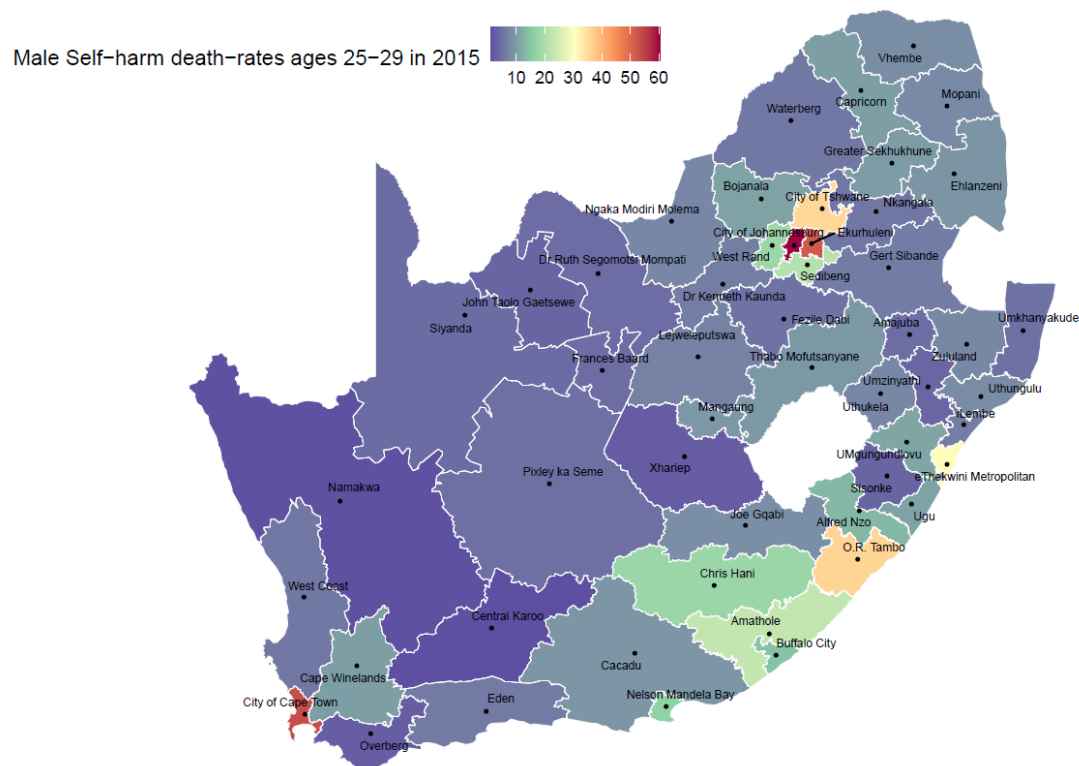 Male Self-harm death-rates ages 25-29 in 2015
10 20 30 40 50 60
Vhembe
Mopani
Capricorn
Waterberg
Greater Sekhukhune
Ehlanzeni
Bojanala
City of Tshwane
Nkangala
Ngaka Modiri Molema
City of Johannesburg
Ekurhuleni
West Rand
Gert Sibande
Dr Ruth Segomotsi Mompati
Sedibeng
John Taolo Gaetsewe
Dr Kenneth Kaunda
Siyanda
Fezile Dabi
Amajuba
Umkhanyakude
Lejweleputswa
Frances Baard
Thabo Mofutsanyane
Zululand
Umzinyathi
Uthungulu
Mangaung
Uthukela
iLembe
UMgungundlovu
Xhariep
Pixley ka Seme
eThekwini Metropolitan
Namakwa
Sisonke
Joe Gqabi
Alfred Nzo
Ugu
O.R. Tambo
Chris Hani
West Coast
Central Karoo
Amathole
Buffalo City
Cacadu
Cape Winelands
Nelson Mandela Bay
Eden
City of Cape Town
Overberg